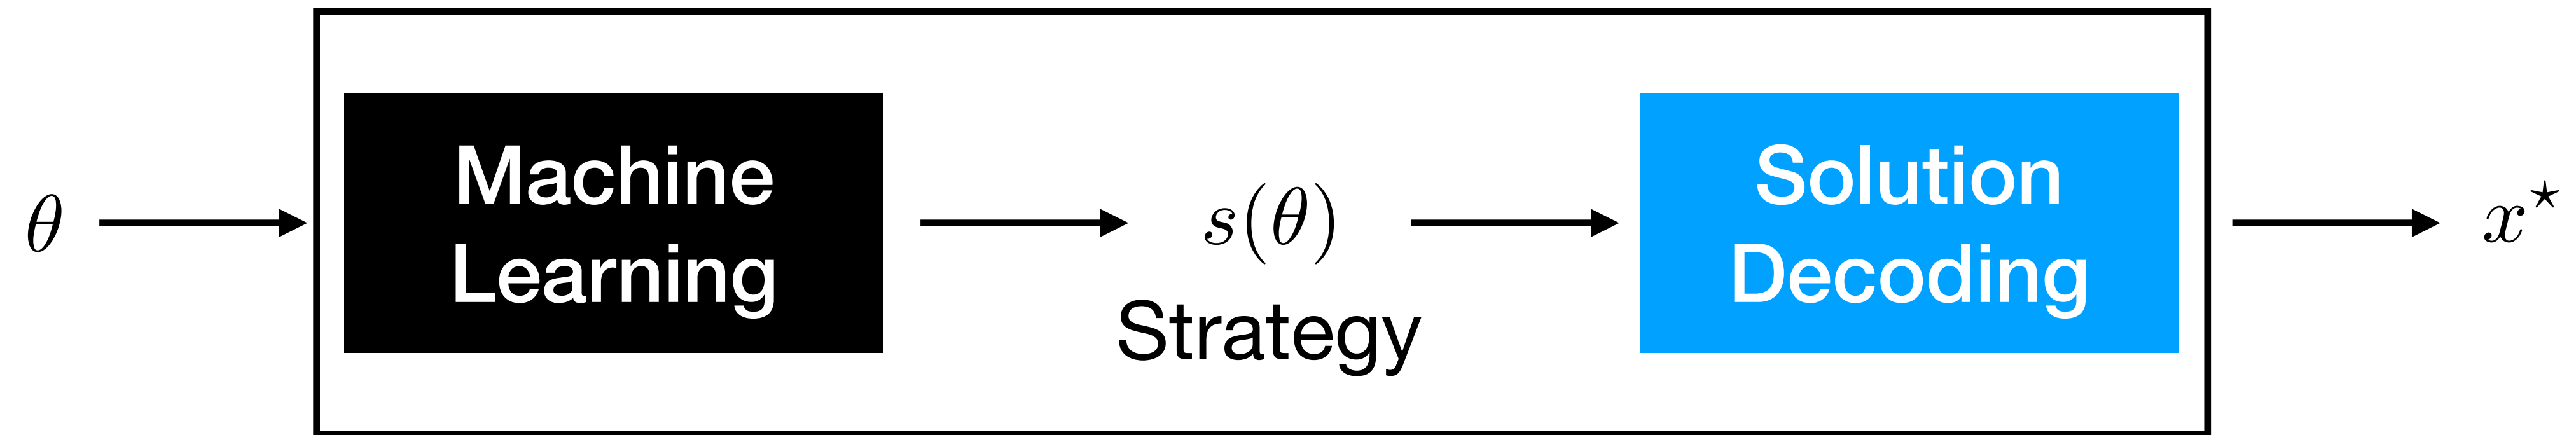 θ
Machine
Learning
s(θ)
Strategy
Solution
Decoding
x⋆